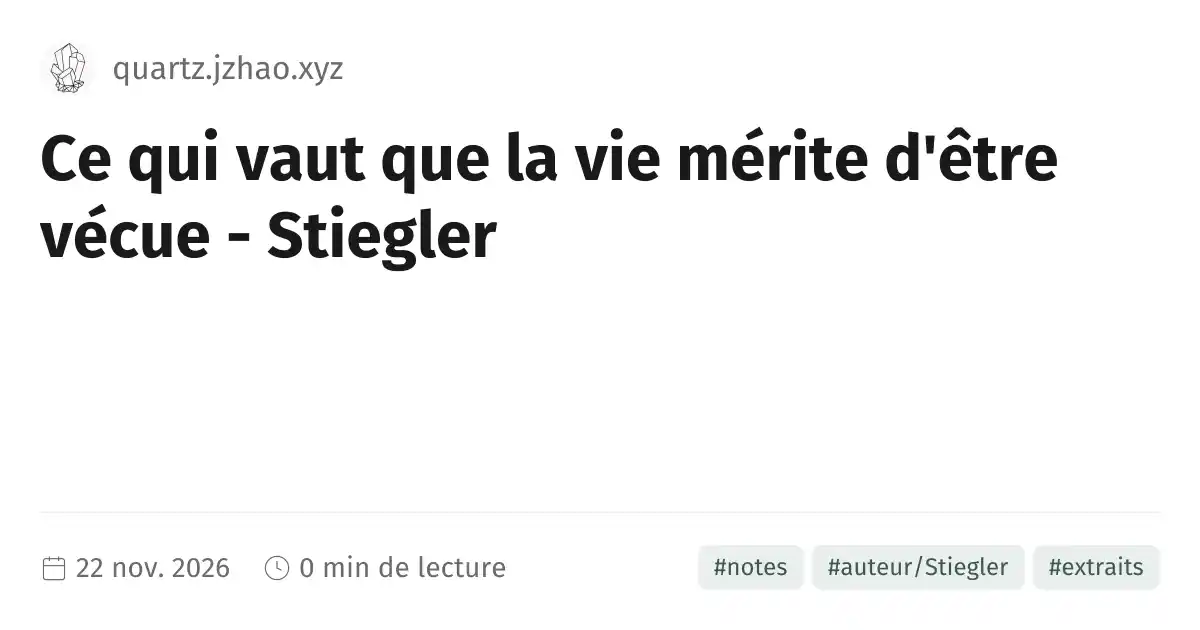 quartz.jzhao.xyz
Ce qui vaut que la vie mérite d'être
vécue - Stiegler
22 nov. 2026 0 min de lecture #notes #auteur/Stiegler #extraits